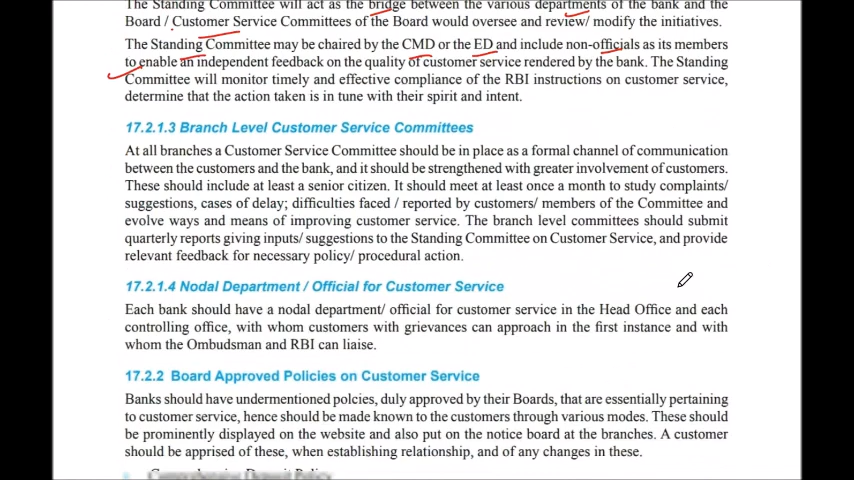 The Standing Committee will act as the bridge between the various departments of the bank and the
Board / Customer Service Committees of the Board would oversee and review/ modify the initiatives.
The Standing Committee may be chaired by the CMD or the ED and include non-officials as its members
to enable an independent feedback on the quality of customer service rendered by the bank. The Standing
Committee will monitor timely and effective compliance of the RBI instructions on customer service,
determine that the action taken is in tune with their spirit and intent.
17.2.1.3 Branch Level Customer Service Committees
At all branches a Customer Service Committee should be in place as a formal channel of communication
between the customers and the bank, and it should be strengthened with greater involvement of customers.
These should include at least a senior citizen. It should meet at least once a month to study complaints/
suggestions, cases of delay; difficulties faced / reported by customers/ members of the Committee and
evolve ways and means of improving customer service. The branch level committees should submit
quarterly reports giving inputs/ suggestions to the Standing Committee on Customer Service, and provide
relevant feedback for necessary policy/ procedural action.
17.2.1.4 Nodal Department / Official for Customer Service
Each bank should have a nodal department/ official for customer service in the Head Office and each
controlling office, with whom customers with grievances can approach in the first instance and with
whom the Ombudsman and RBI can liaise.
17.2.2 Board Approved Policies on Customer Service
Banks should have undermentioned polcies, duly approved by their Boards, that are essentially pertaining
to customer service, hence should be made known to the customers through various modes. These should
be prominently displayed on the website and also put on the notice board at the branches. A customer
should be apprised of these, when establishing relationship, and of any changes in these.
Comprehensive Deposit Policy